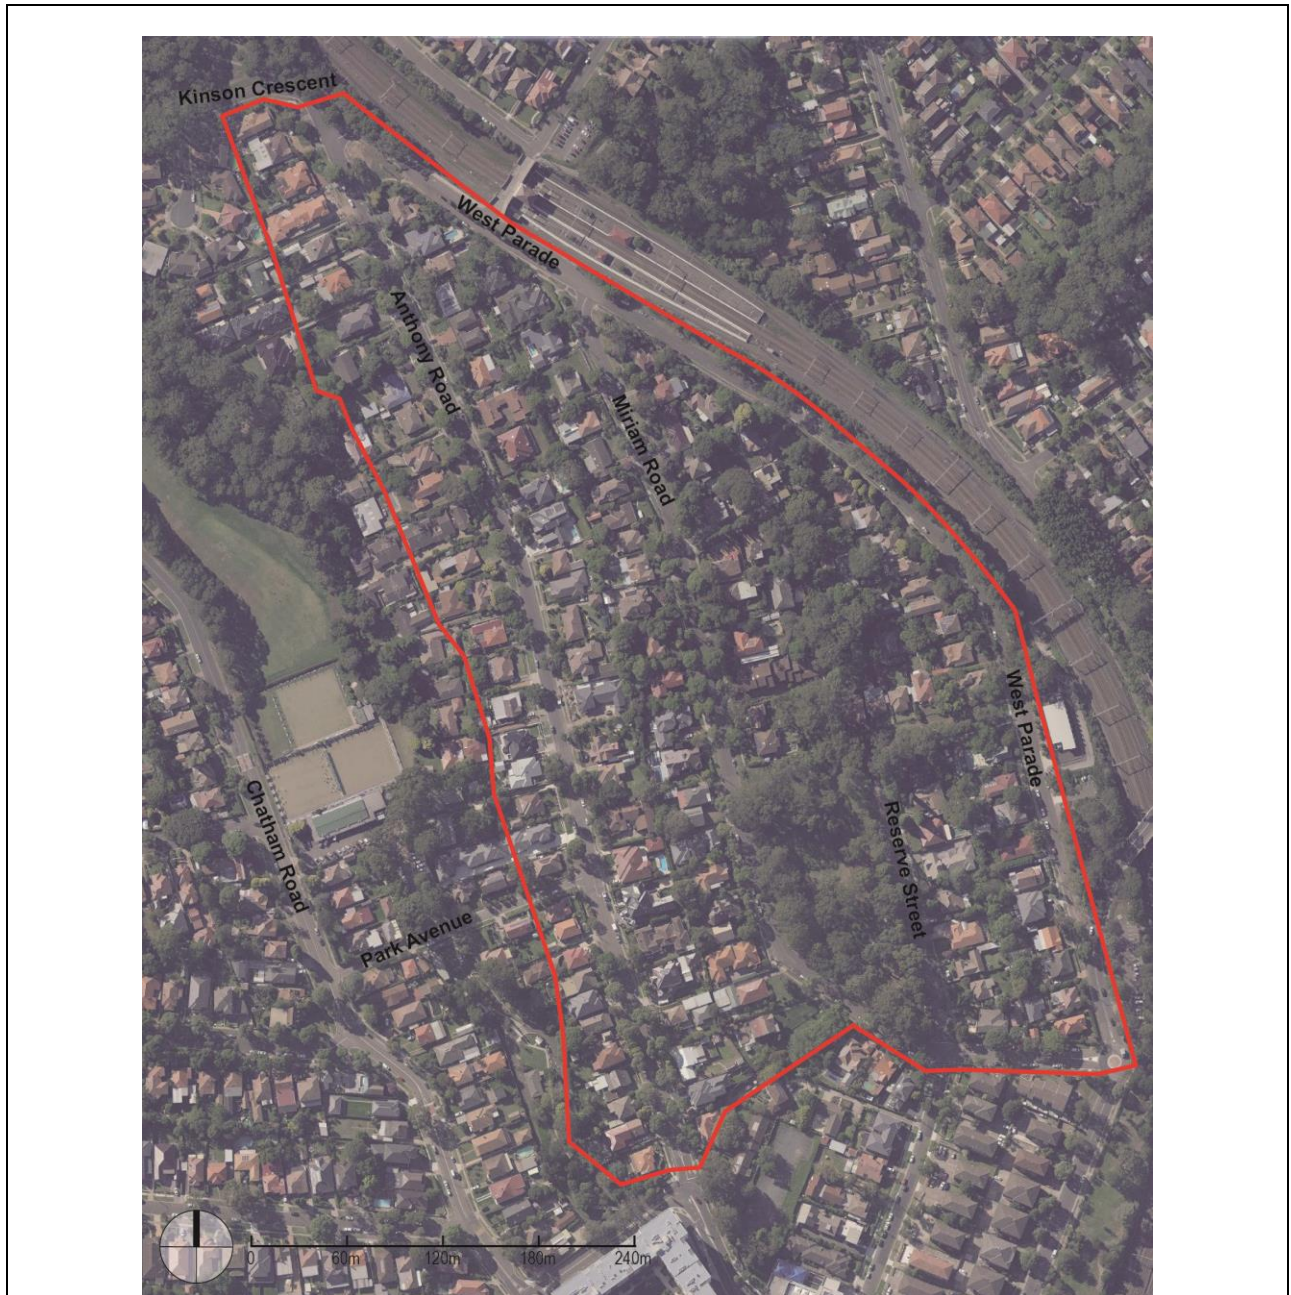 Kinson Crescent
West Parade
Anthony Road
Miriam Road
West Parade
Chatham Road
Reserve Street
Park Avenue
0 60m 120m 180m 240m